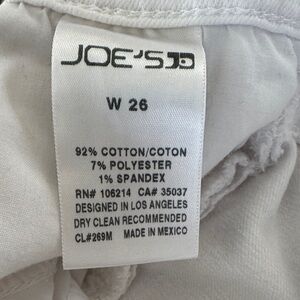 JOE'S
W 26
92% COTTON/COTON
7% POLYESTER
1% SPANDEX
RN# 106214 CA# 35037
DESIGNED IN LOS ANGELES
DRY CLEAN RECOMMENDED
CL#269M MADE IN MEXICO